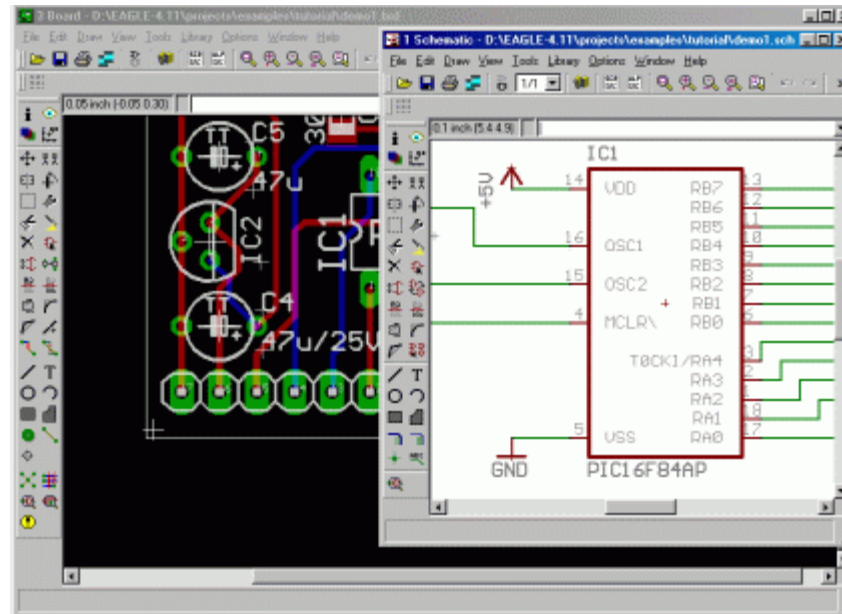 3 Board - D:\EAGLE-4.11\projects\examples\tutorial\demo1.brd
File Edit Draw View Tools Library Options Window Help
0.05 inch (-0.05 0.30)
C5
47u
IC2
IC1
C4
47u/25V
1 Schematic - D:\EAGLE-4.11\projects\examples\tutorial\demo1.sch
File Edit Draw View Tools Library Options Window Help
1/1
0.1 inch (5.4 4.9)
IC1
+5V
14 VDD RB7 13
RB6 12
RB5 11
16 OSC1 RB4 10
RB3 9
15 OSC2 RB2 8
RB1 7
4 MCLR\ RB0 6
T0CKI/RA4 3
RA3 2
RA2 1
RA1 18
5 VSS RA0 17
GND
PIC16F84AP